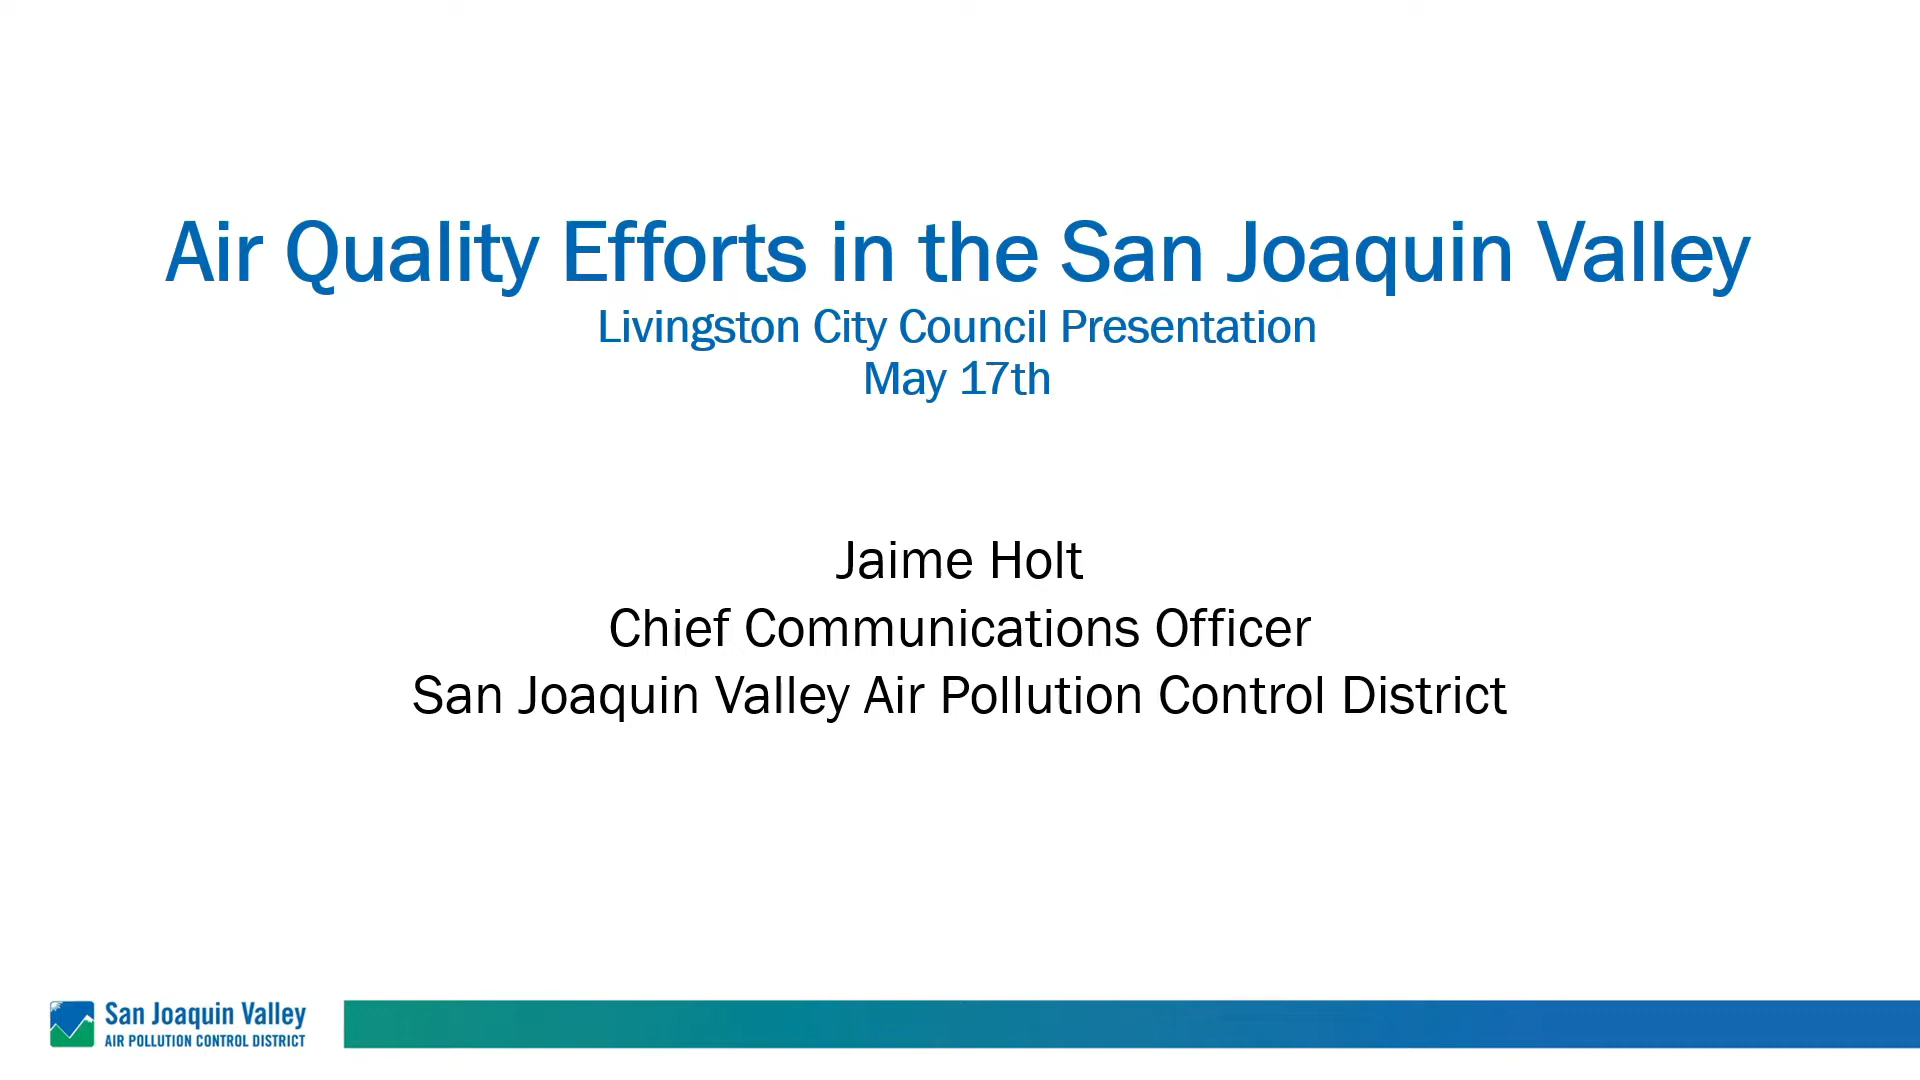 Air Quality Efforts in the San Joaquin Valley
Livingston City Council Presentation
May 17th
Jaime Holt
Chief Communications Officer
San Joaquin Valley Air Pollution Control District
San Joaquin Valley
AIR POLLUTION CONTROL DISTRICT